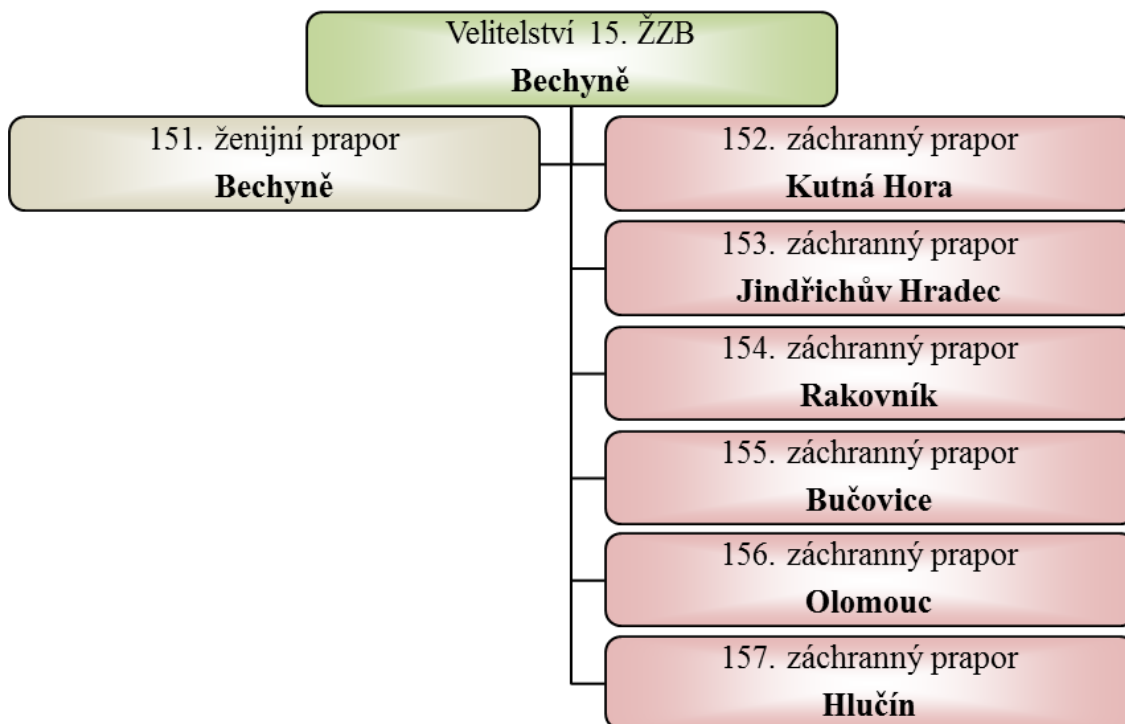 Velitelství 15. ŽZB
Bechyně
151. ženijní prapor
Bechyně
152. záchranný prapor
Kutná Hora
153. záchranný prapor
Jindřichův Hradec
154. záchranný prapor
Rakovník
155. záchranný prapor
Bučovice
156. záchranný prapor
Olomouc
157. záchranný prapor
Hlučín